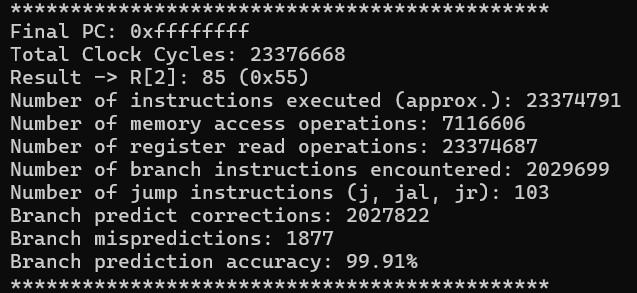 *********************************************
Final PC: 0xffffffff
Total Clock Cycles: 23376668
Result -> R[2]: 85 (0x55)
Number of instructions executed (approx.): 23374791
Number of memory access operations: 7116606
Number of register read operations: 23374687
Number of branch instructions encountered: 2029699
Number of jump instructions (j, jal, jr): 103
Branch predict corrections: 2027822
Branch mispredictions: 1877
Branch prediction accuracy: 99.91%
*********************************************